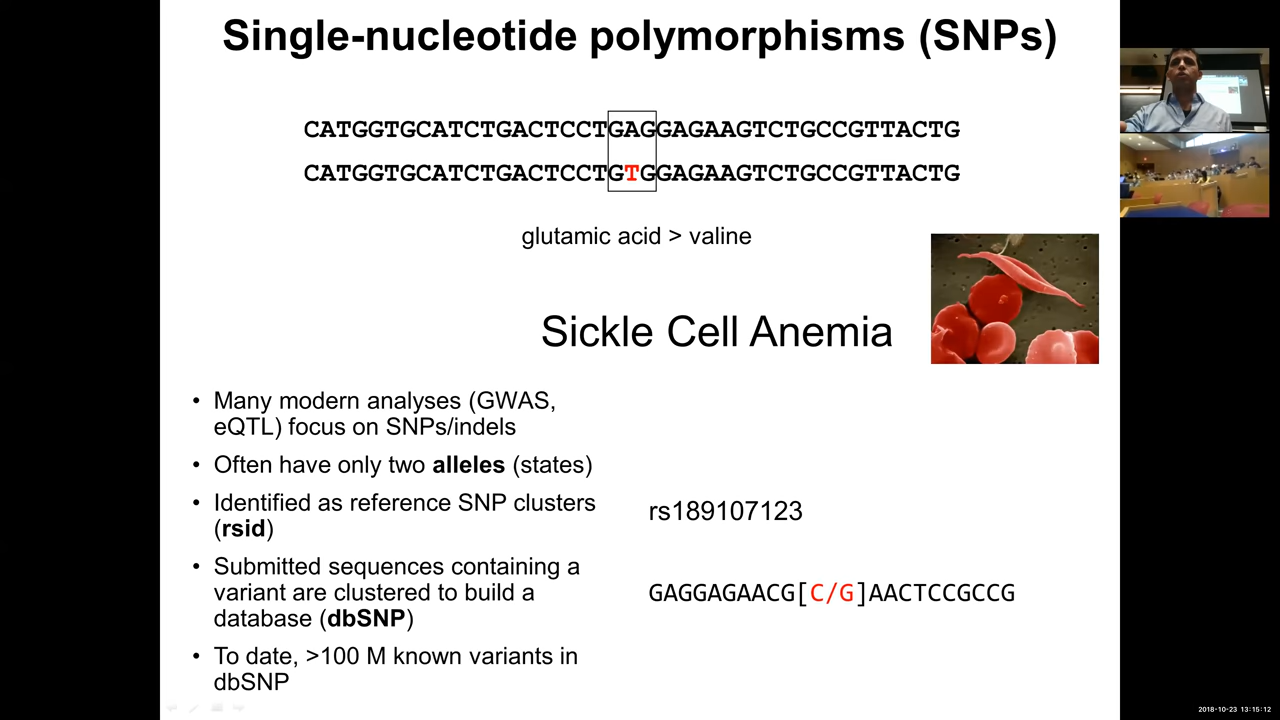 Single-nucleotide polymorphisms (SNPs)
CATGGTGCATCTGACTCCTGAGGAGAAGTCTGCCGTTACTG
CATGGTGCATCTGACTCCTGTGGAGAAGTCTGCCGTTACTG
glutamic acid > valine
Sickle Cell Anemia
• Many modern analyses (GWAS,
eQTL) focus on SNPs/indels
• Often have only two alleles (states)
• Identified as reference SNP clusters
(rsid)
rs189107123
• Submitted sequences containing a
variant are clustered to build a
database (dbSNP)
GAGGAGAACG[C/G]AACTCCGCCG
• To date, >100 M known variants in
dbSNP
2018-10-23 13:15:12